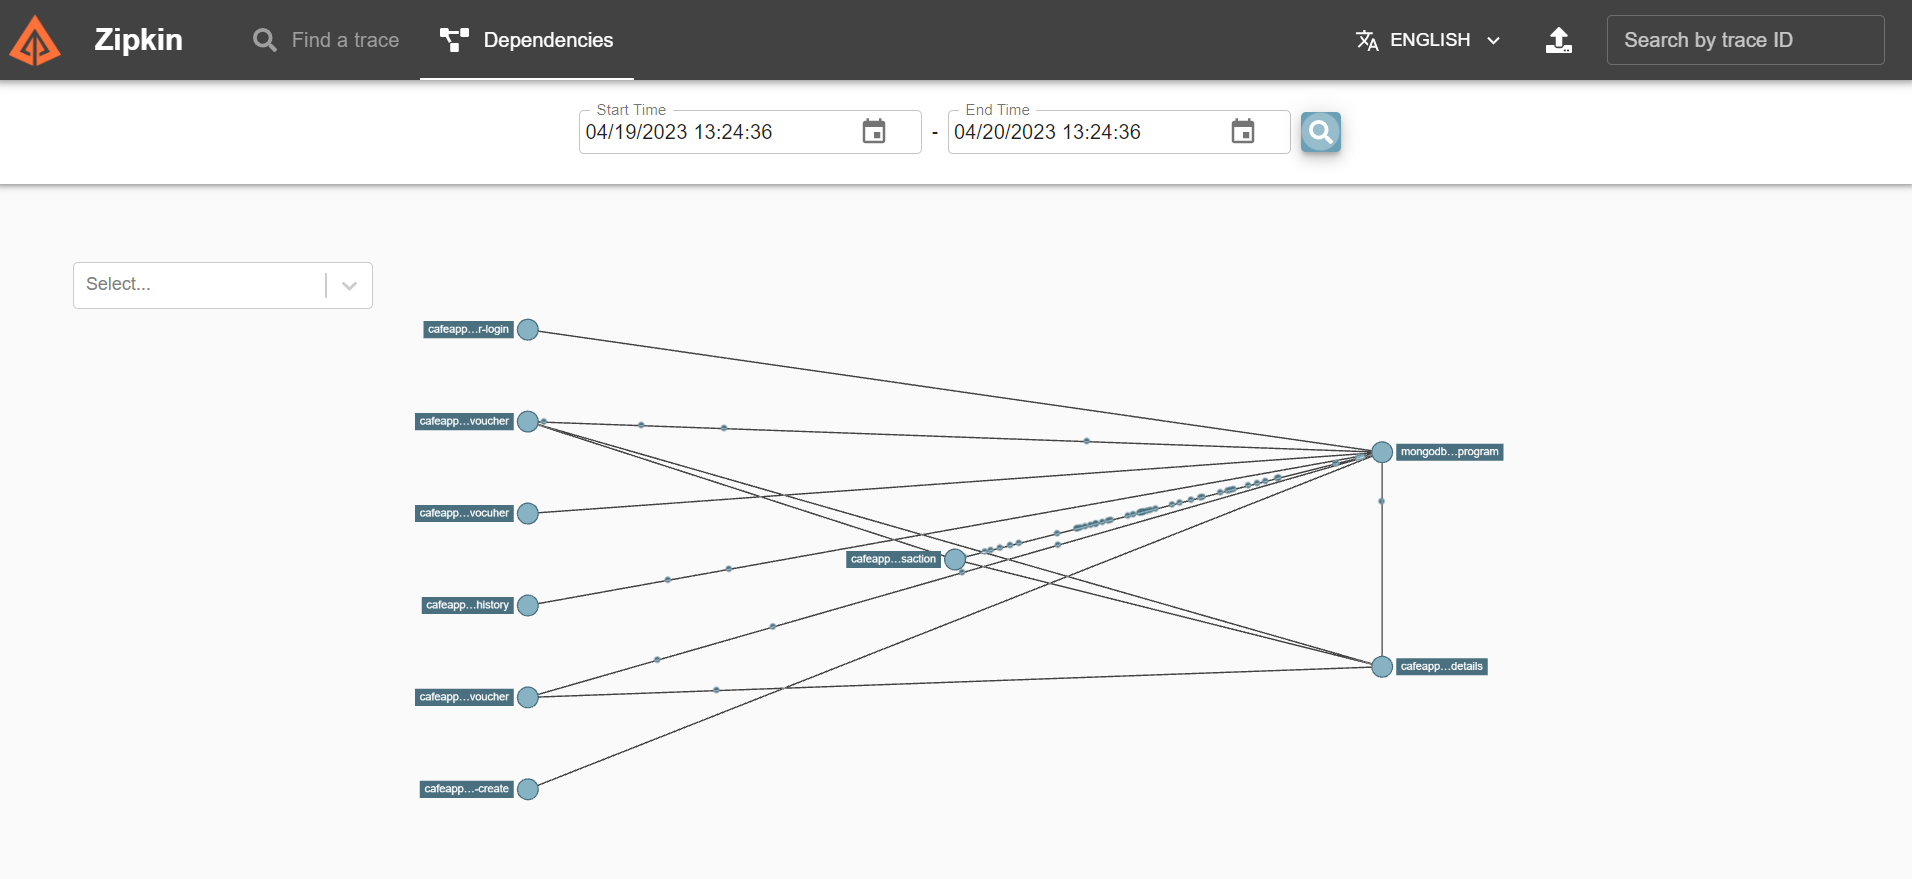 Zipkin
Find a trace
Dependencies
ENGLISH
Search by trace ID
Start Time
04/19/2023 13:24:36
-
End Time
04/20/2023 13:24:36
Select...
cafeapp...r-login
cafeapp...voucher
mongodb...program
cafeapp...vocuher
cafeapp...saction
cafeapp...history
cafeapp...details
cafeapp...voucher
cafeapp...-create